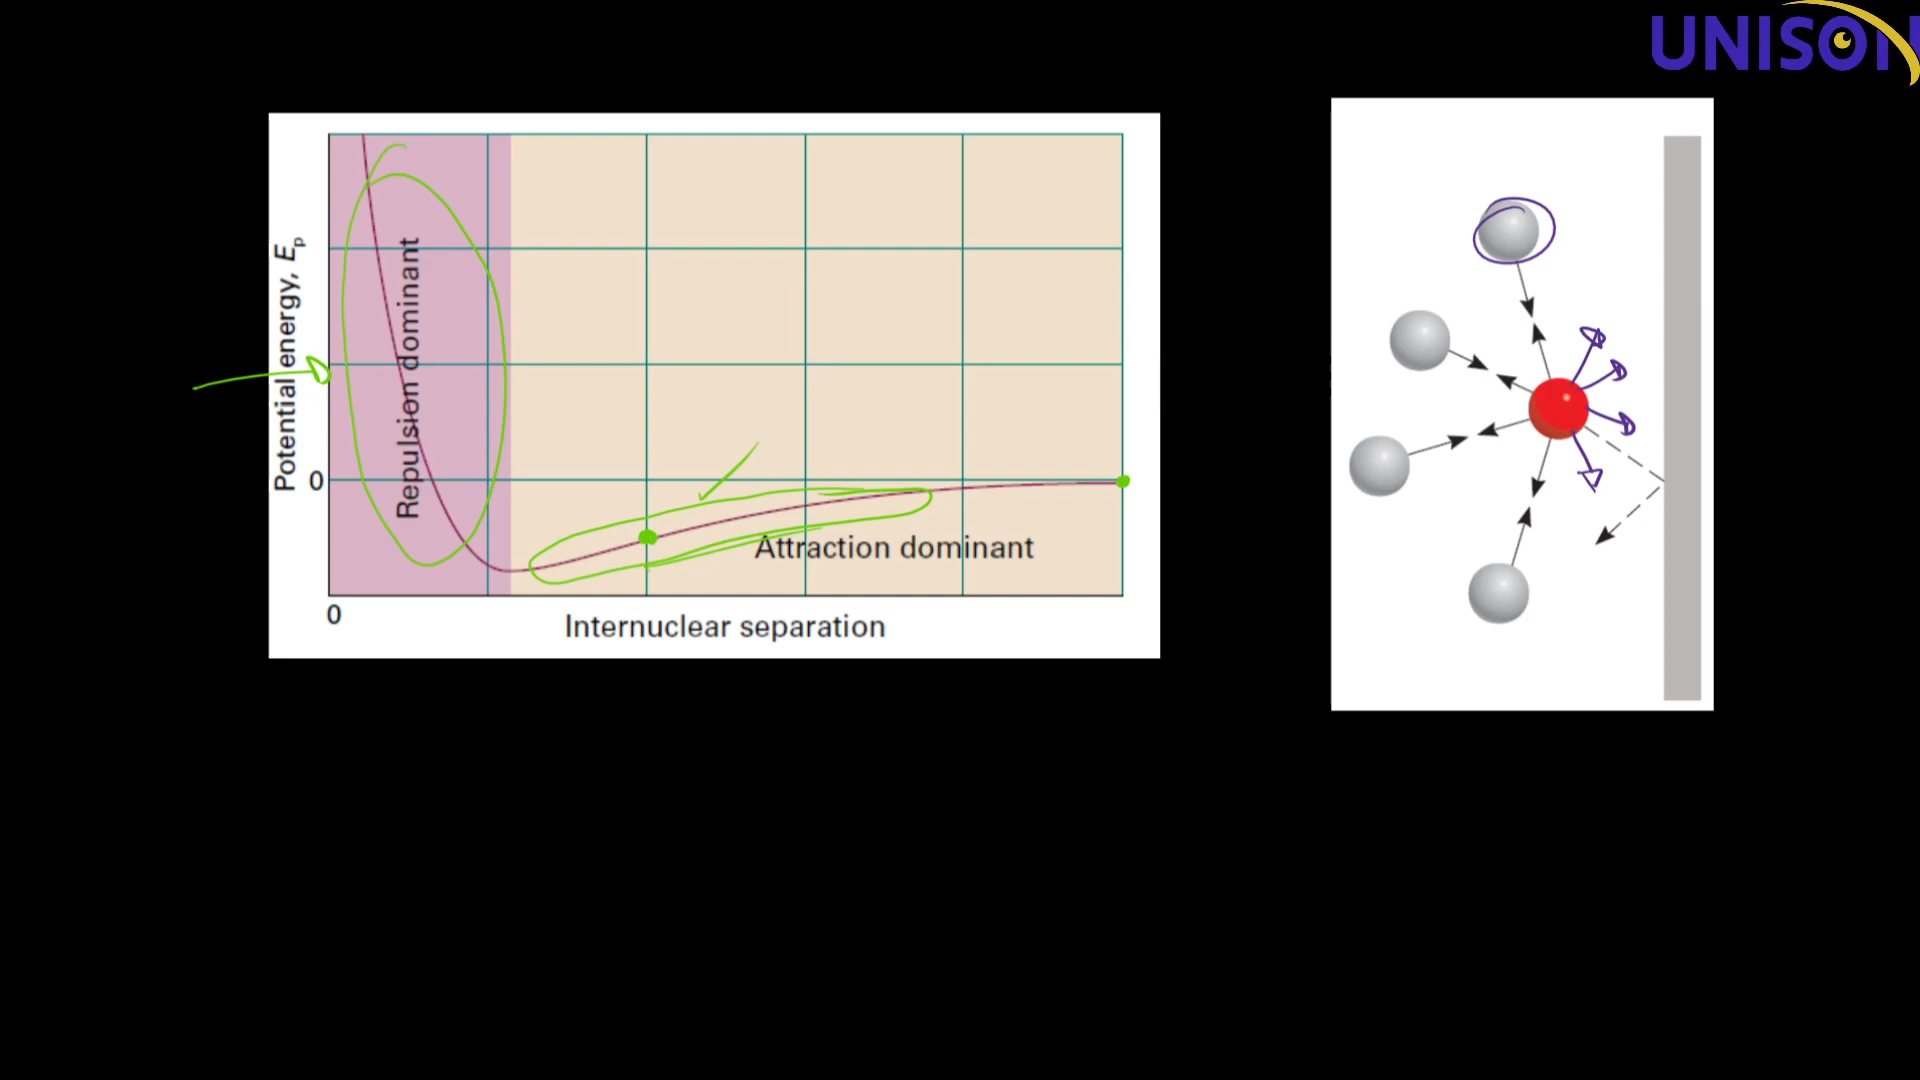 UNISON
Potential energy, Ep
Repulsion dominant
0
Attraction dominant
0
Internuclear separation